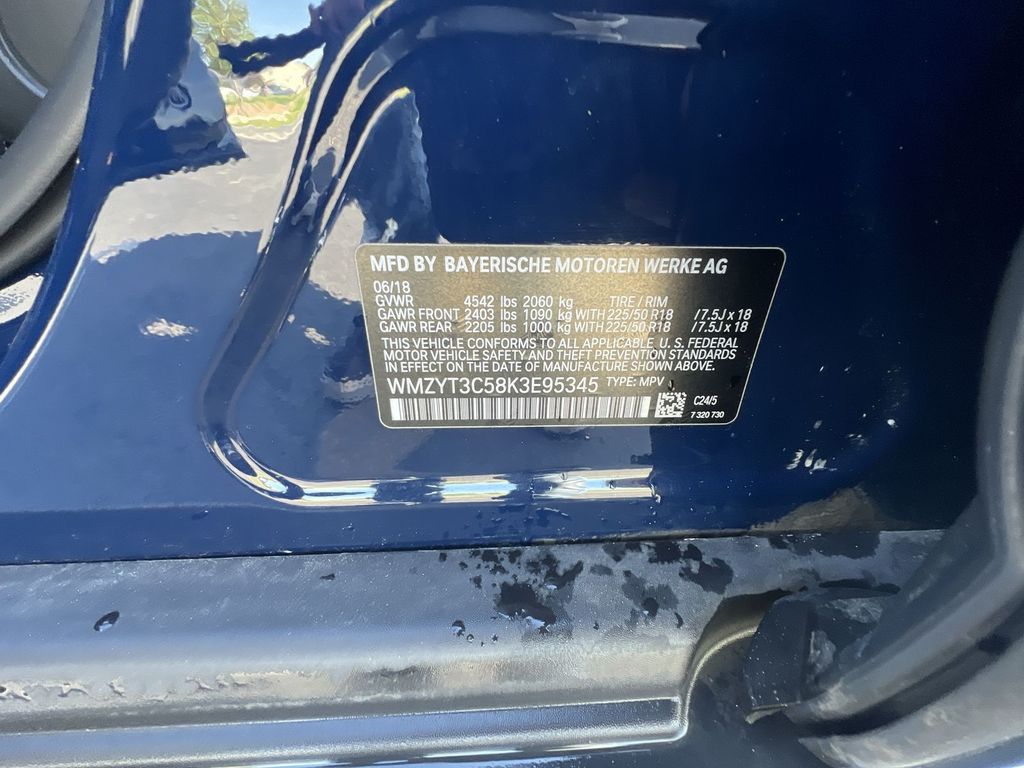 MFD BY BAYERISCHE MOTOREN WERKE AG
06/18
GVWR 4542 lbs 2060 kg TIRE / RIM
GAWR FRONT 2403 lbs 1090 kg WITH 225/50 R18 /7.5J x 18
GAWR REAR 2205 lbs 1000 kg WITH 225/50 R18 /7.5J x 18
THIS VEHICLE CONFORMS TO ALL APPLICABLE U. S. FEDERAL
MOTOR VEHICLE SAFETY AND THEFT PREVENTION STANDARDS
IN EFFECT ON THE DATE OF MANUFACTURE SHOWN ABOVE.
WMZYT3C58K3E95345 TYPE: MPV
C24/5
7 320 730